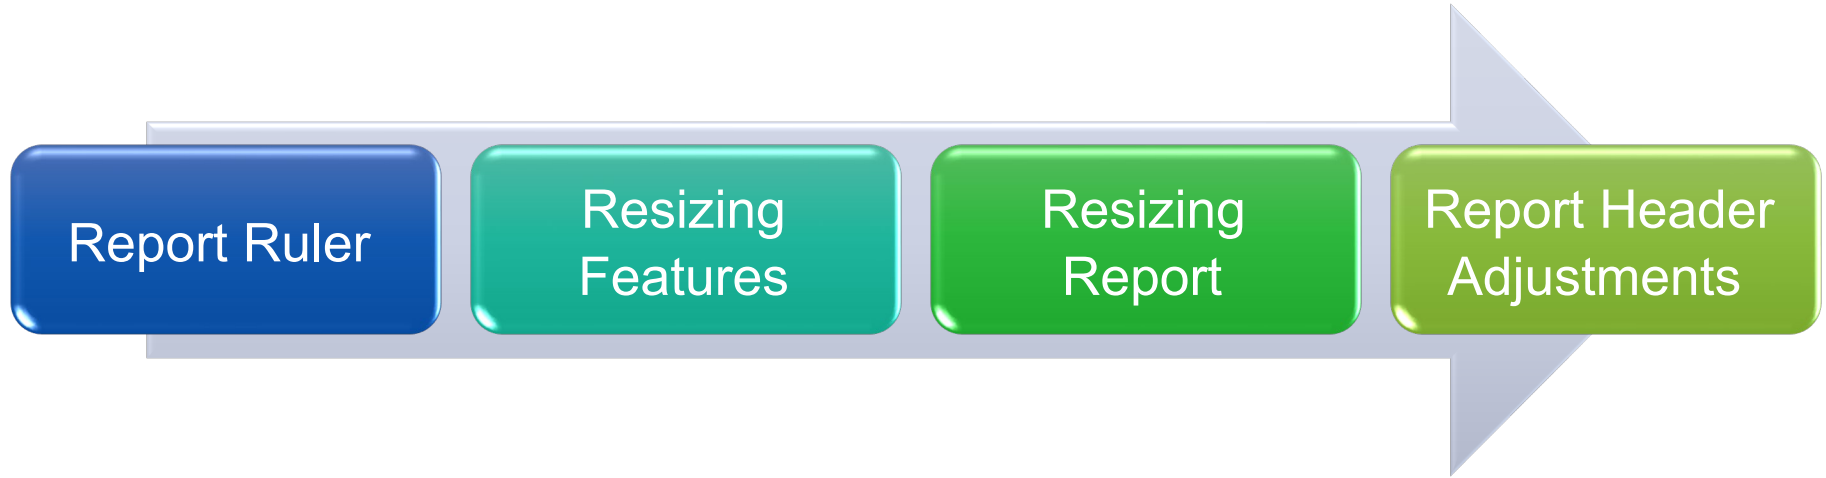 Report Ruler
Resizing
Features
Resizing
Report
Report Header
Adjustments